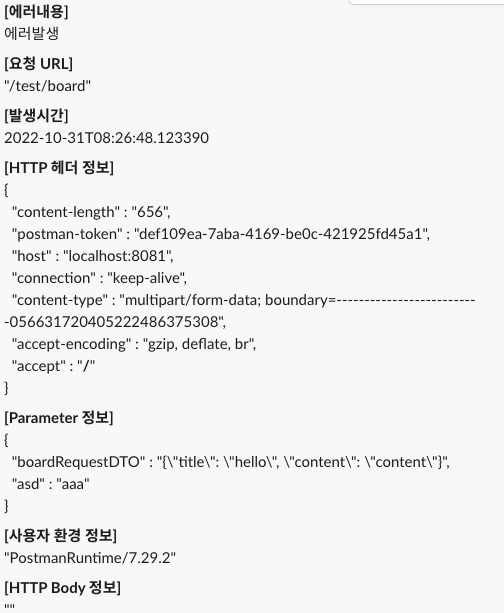 [에러내용]
에러발생
[요청 URL]
"/test/board"
[발생시간]
2022-10-31T08:26:48.123390
[HTTP 헤더 정보]
{
"content-length" : "656",
"postman-token" : "def109ea-7aba-4169-be0c-421925fd45a1",
"host" : "localhost:8081",
"connection" : "keep-alive",
"content-type" : "multipart/form-data; boundary=-------------------------
-056631720405222486375308",
"accept-encoding" : "gzip, deflate, br",
"accept" : "/"
}
[Parameter 정보]
{
"boardRequestDTO" : "{\"title\": \"hello\", \"content\": \"content\"}",
"asd" : "aaa"
}
[사용자 환경 정보]
"PostmanRuntime/7.29.2"
[HTTP Body 정보]
""